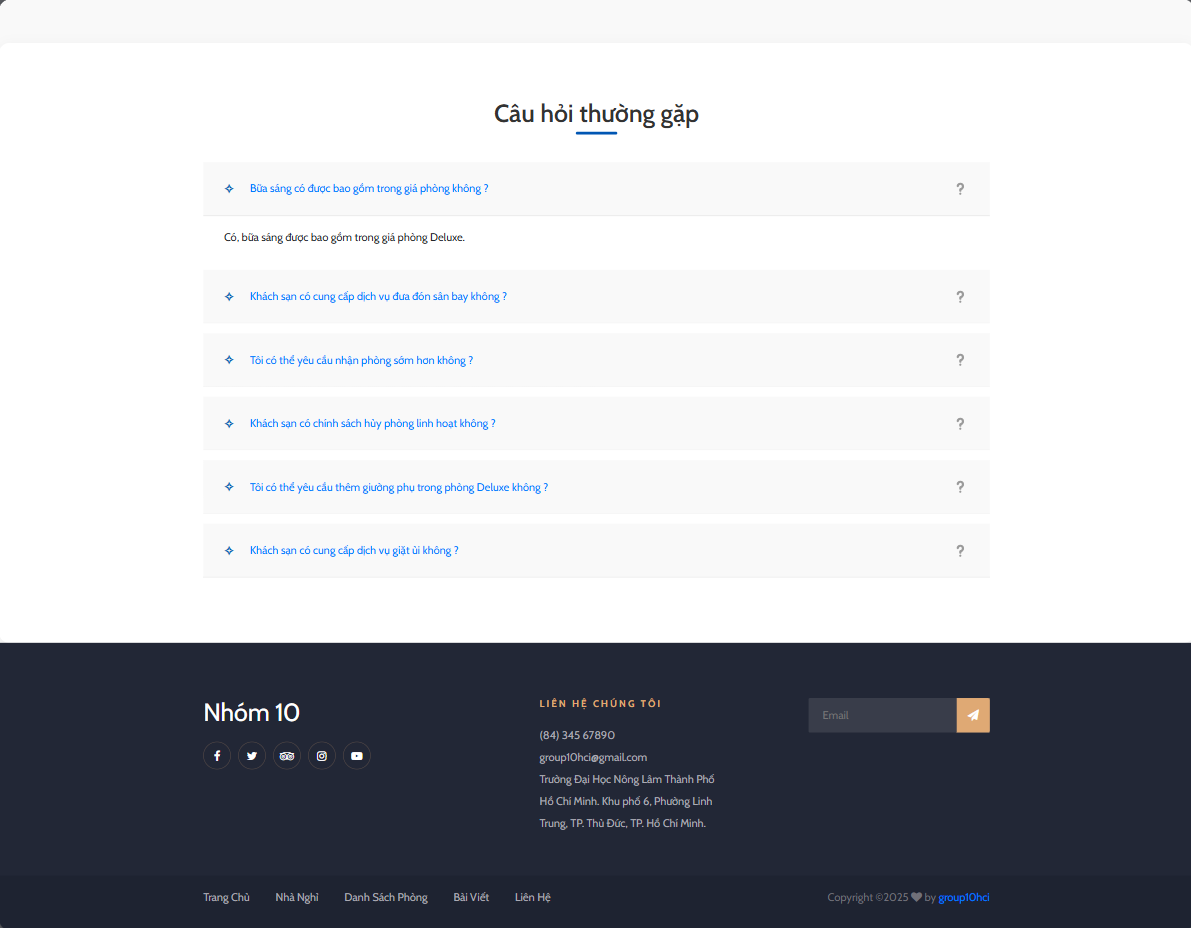 Câu hỏi thường gặp
Bữa sáng có được bao gồm trong giá phòng không ?
?
Có, bữa sáng được bao gồm trong giá phòng Deluxe.
Khách sạn có cung cấp dịch vụ đưa đón sân bay không ?
?
Tôi có thể yêu cầu nhận phòng sớm hơn không ?
?
Khách sạn có chính sách hủy phòng linh hoạt không ?
?
Tôi có thể yêu cầu thêm giường phụ trong phòng Deluxe không ?
?
Khách sạn có cung cấp dịch vụ giặt ủi không ?
?
Nhóm 10
LIÊN HỆ CHÚNG TÔI
(84) 345 67890
group10hci@gmail.com
Trường Đại Học Nông Lâm Thành Phố
Hồ Chí Minh. Khu phố 6, Phường Linh
Trung, TP. Thủ Đức, TP. Hồ Chí Minh.
Email
Trang Chủ Nhà Nghỉ Danh Sách Phòng Bài Viết Liên Hệ
Copyright ©2025 ❤ by group10hci